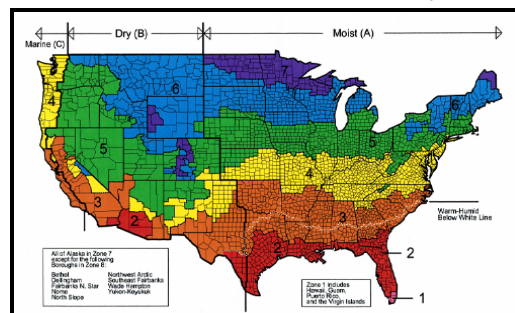 Marine (C)
Dry (B)
Moist (A)
7
6
6
4
5
5
4
3
3
2
2
Warm-Humid
Below White Line
2
1
All of Alaska in Zone 7
except for the following
Boroughs in Zone 8:
Bethel
Northwest Arctic
Dellingham
Southeast Fairbanks
Fairbanks N. Star
Wade Hampton
Nome
Yukon-Koyukuk
North Slope
Zone 1 includes
Hawaii, Guam,
Puerto Rico,
and the Virgin Islands